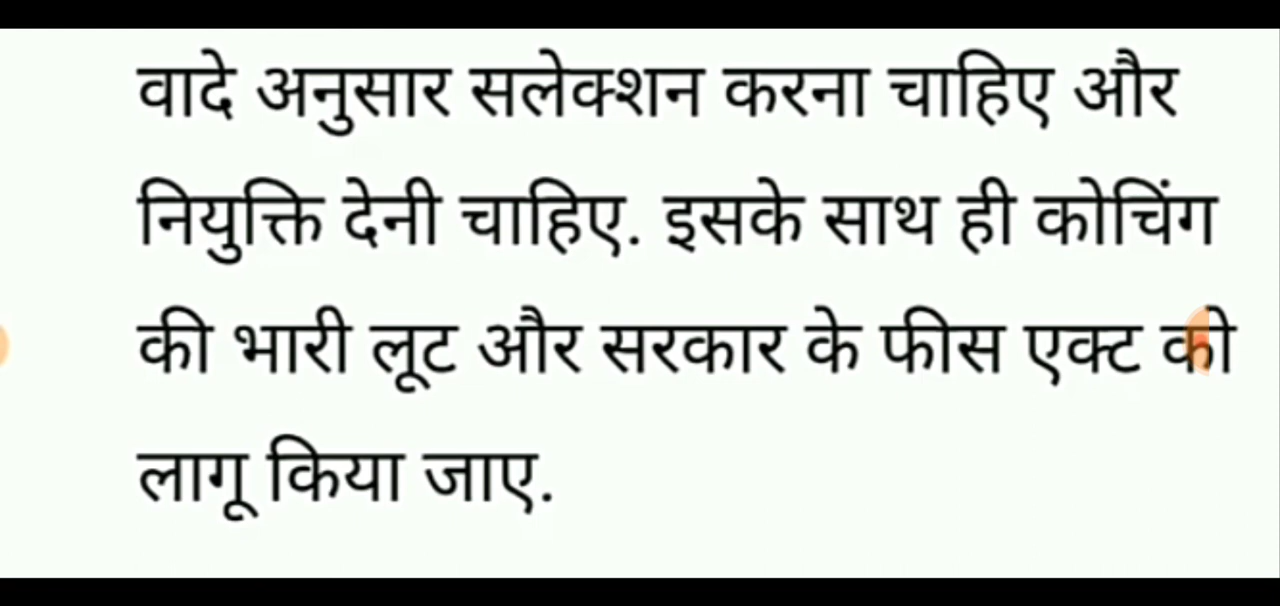 वादे अनुसार सलेक्शन करना चाहिए और
नियुक्ति देनी चाहिए. इसके साथ ही कोचिंग
की भारी लूट और सरकार के फीस एक्ट को
लागू किया जाए.